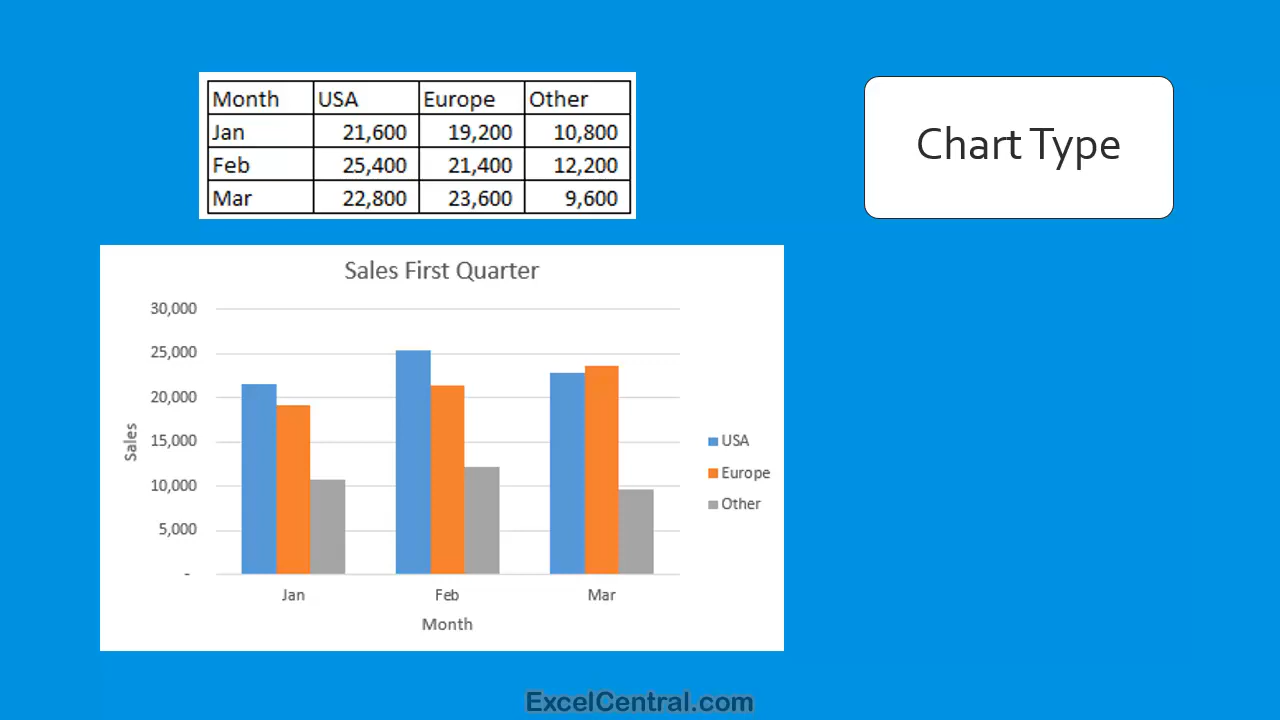 Month USA Europe Other
Jan 21,600 19,200 10,800
Feb 25,400 21,400 12,200
Mar 22,800 23,600 9,600
Chart Type
Sales First Quarter
30,000
25,000
20,000
15,000
10,000
5,000
-
Sales
Jan Feb Mar
Month
USA
Europe
Other
ExcelCentral.com